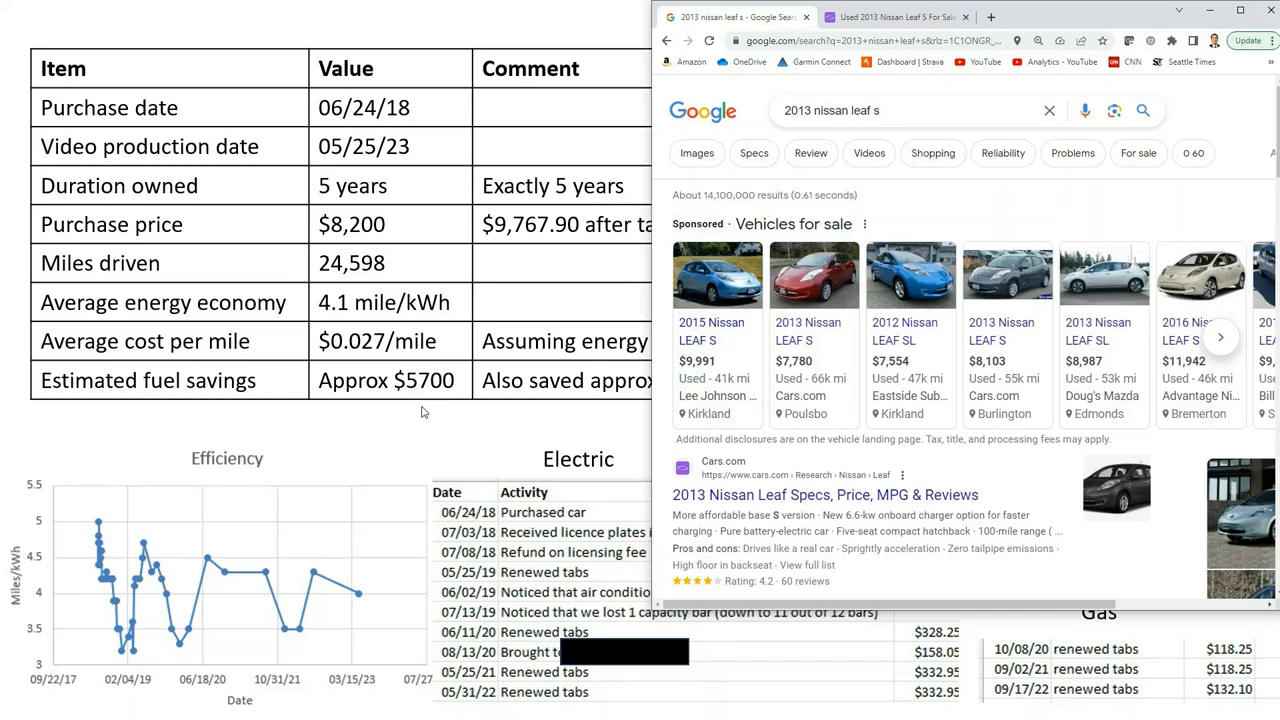 Item Value Comment
Purchase date 06/24/18
Video production date 05/25/23
Duration owned 5 years Exactly 5 years
Purchase price $8,200 $9,767.90 after ta
Miles driven 24,598
Average energy economy 4.1 mile/kWh
Average cost per mile $0.027/mile Assuming energy
Estimated fuel savings Approx $5700 Also saved approx
Efficiency
5.5
5
4.5
4
3.5
3
Miles/kWh
09/22/17 02/04/19 06/18/20 10/31/21 03/15/23 07/27
Date
Electric
Date Activity
06/24/18 Purchased car
07/03/18 Received licence plates i
07/08/18 Refund on licensing fee
05/25/19 Renewed tabs
06/02/19 Noticed that air conditio
07/13/19 Noticed that we lost 1 capacity bar (down to 11 out of 12 bars)
06/11/20 Renewed tabs $328.25
08/13/20 Brought t $158.05
05/25/21 Renewed tabs $332.95
05/31/22 Renewed tabs $332.95
Gas
10/08/20 renewed tabs $118.25
09/02/21 renewed tabs $118.25
09/17/22 renewed tabs $132.10
2013 nissan leaf s - Google Sear
Used 2013 Nissan Leaf S For Sale
google.com/search?q=2013+nissan+leaf+s&rlz=1C1ONGR_...
Update
Amazon OneDrive Garmin Connect Dashboard | Strava YouTube Analytics - YouTube CNN Seattle Times
Google
2013 nissan leaf s
Images Specs Review Videos Shopping Reliability Problems For sale 0 60
About 14,100,000 results (0.61 seconds)
Sponsored · Vehicles for sale
2015 Nissan LEAF S
$9,991
Used - 41k mi
Lee Johnson ...
Kirkland
2013 Nissan LEAF S
$7,780
Used - 66k mi
Cars.com
Poulsbo
2012 Nissan LEAF SL
$7,554
Used - 47k mi
Eastside Sub...
Kirkland
2013 Nissan LEAF S
$8,103
Used - 55k mi
Cars.com
Burlington
2013 Nissan LEAF SL
$8,987
Used - 53k mi
Doug's Mazda
Edmonds
2016 Nissan LEAF S
$11,942
Used - 46k mi
Advantage Ni...
Bremerton
Additional disclosures are on the vehicle landing page. Tax, title, and processing fees may apply.
Cars.com
https://www.cars.com › Research › Nissan › Leaf
2013 Nissan Leaf Specs, Price, MPG & Reviews
More affordable base S version · New 6.6-kw onboard charger option for faster
charging · Pure battery-electric car · Five-seat compact hatchback · 100-mile range ( ...
Pros and cons: Drives like a real car · Sprightly acceleration · Zero tailpipe emissions ·
High floor in backseat · View full list
Rating: 4.2 · 60 reviews